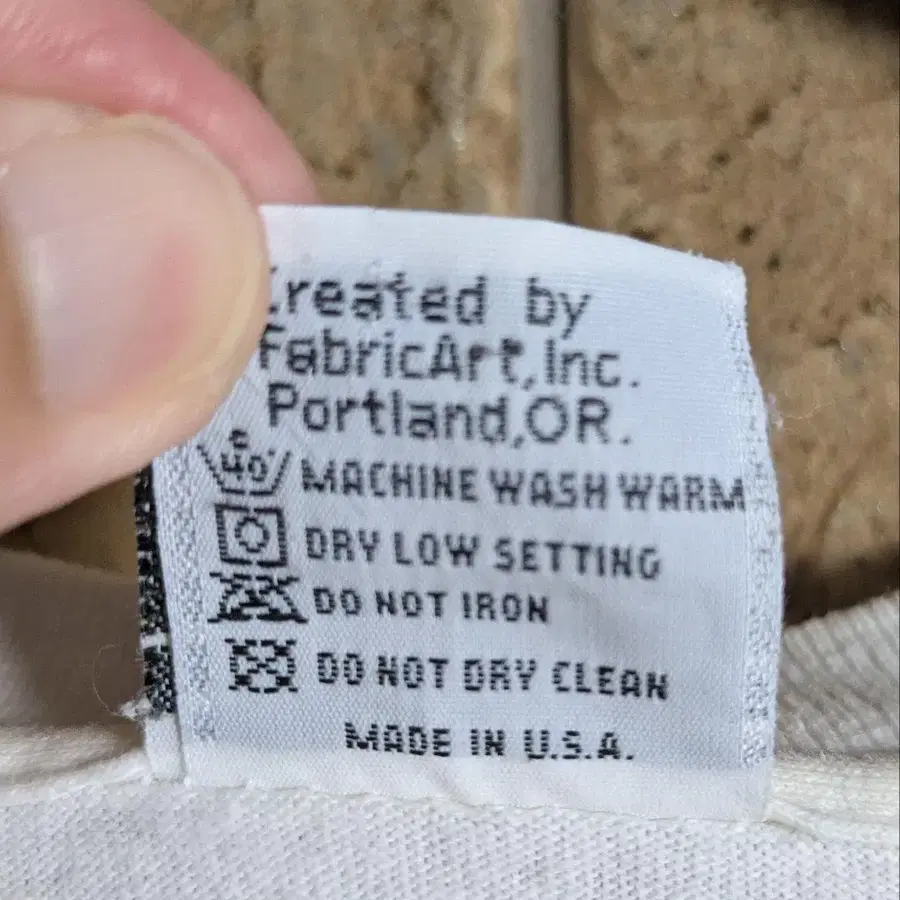 Created by
FabricArt,Inc.
Portland,OR.
40° MACHINE WASH WARM
DRY LOW SETTING
DO NOT IRON
DO NOT DRY CLEAN
MADE IN U.S.A.